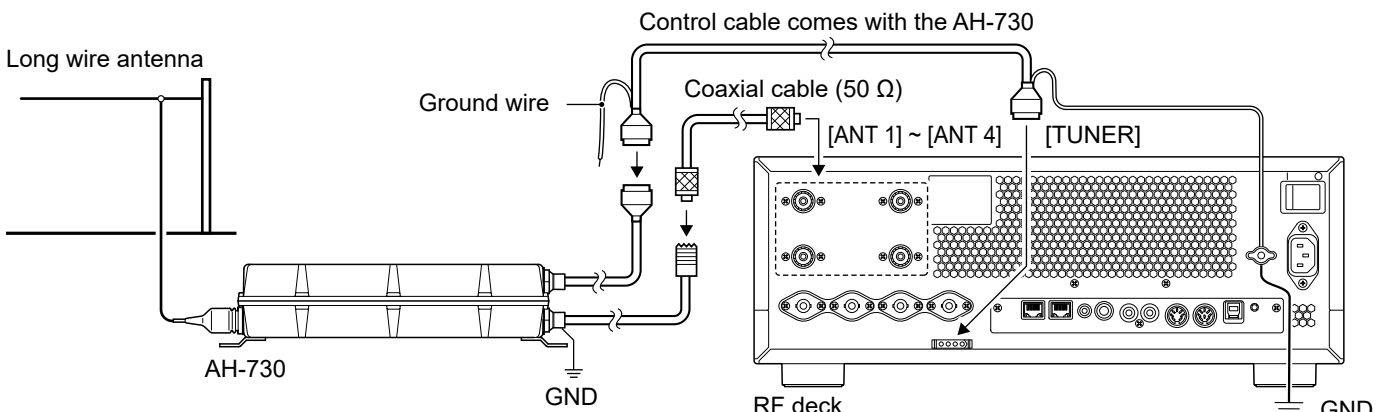 Control cable comes with the AH-730
Long wire antenna
Ground wire
Coaxial cable (50 Ω)
[ANT 1] ~ [ANT 4]
[TUNER]
AH-730
GND
RF deck
GND